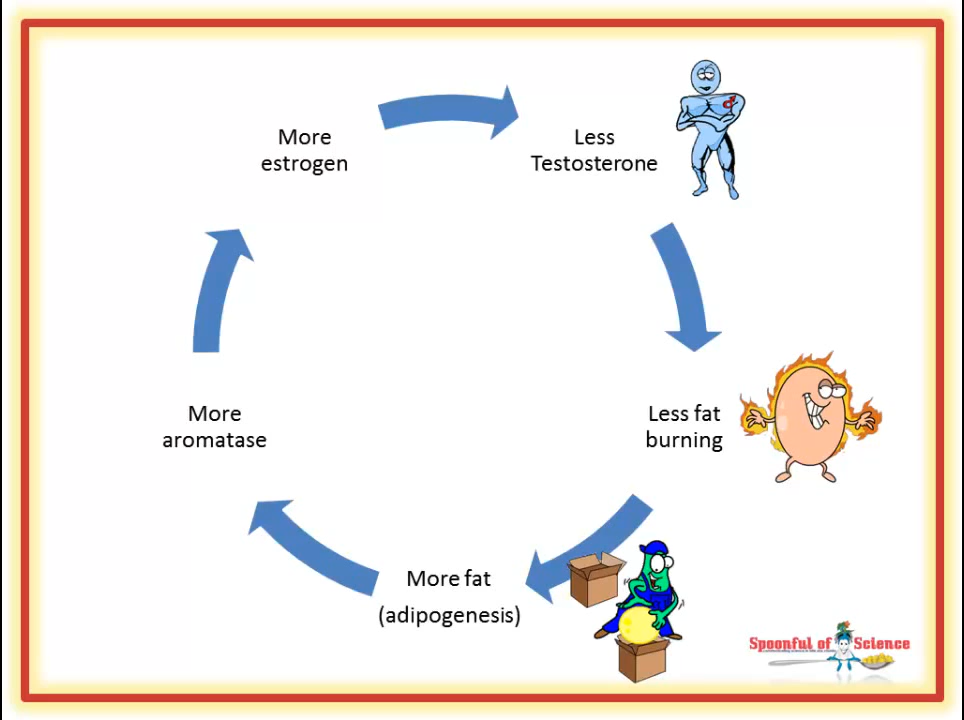 More
estrogen
Less
Testosterone
Less fat
burning
More fat
(adipogenesis)
More
aromatase
Spoonful of Science